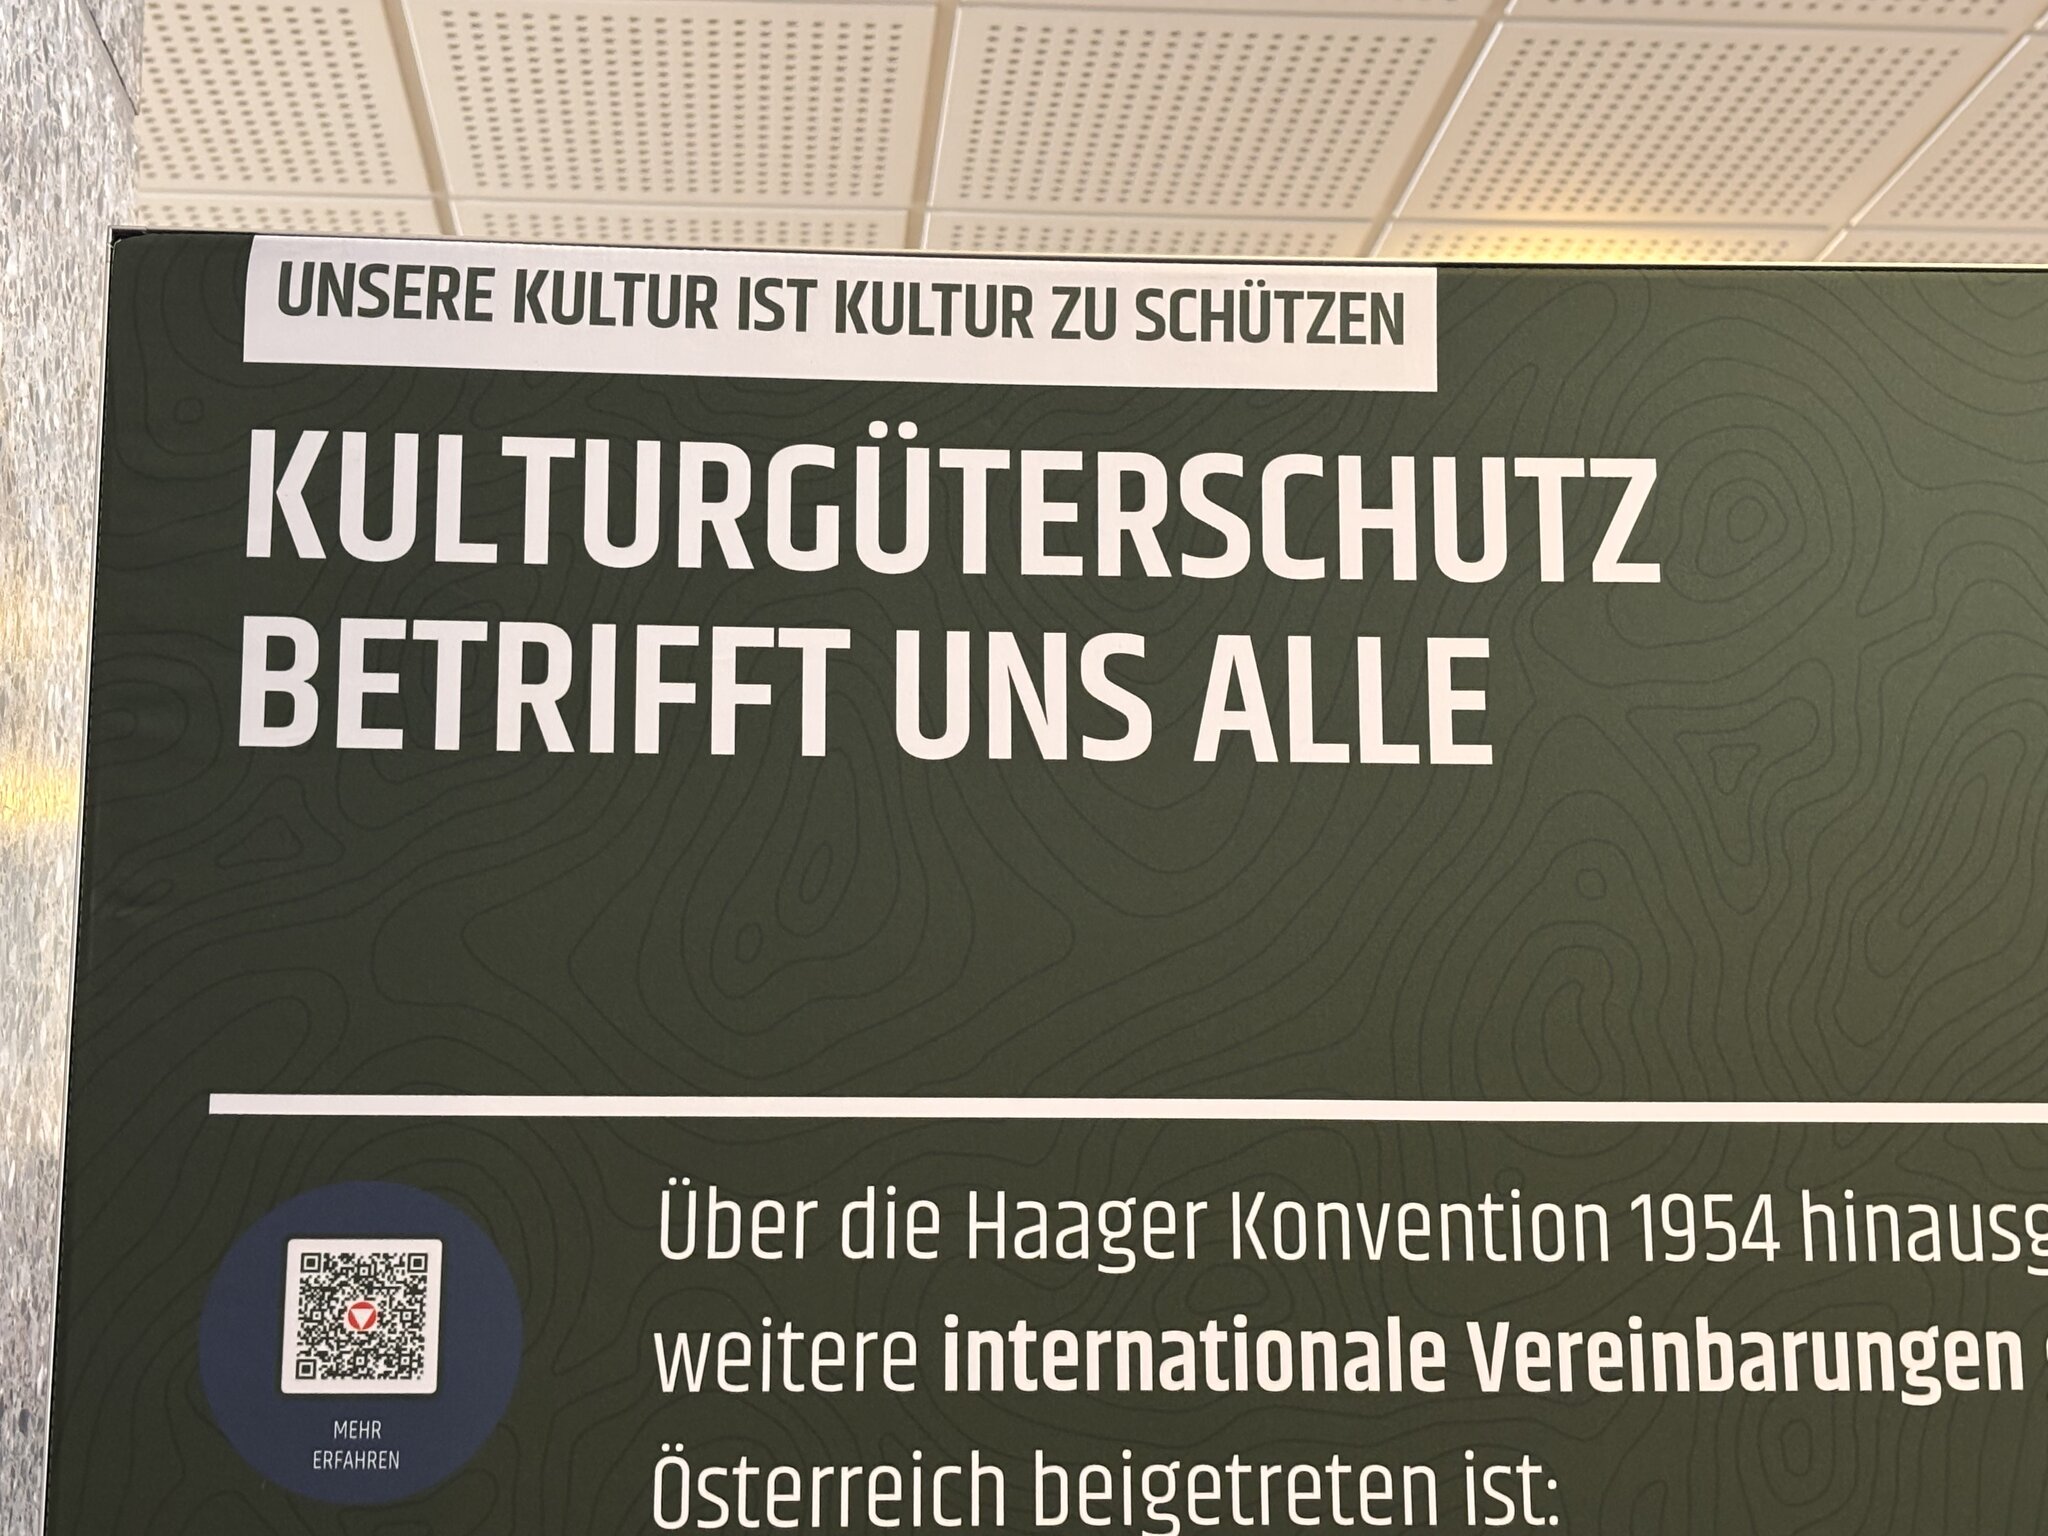 UNSERE KULTUR IST KULTUR ZU SCHÜTZEN
KULTURGÜTERSCHUTZ
BETRIFFT UNS ALLE
Über die Haager Konvention 1954 hinausg
weitere internationale Vereinbarungen
Österreich beigetreten ist:
MEHR
ERFAHREN